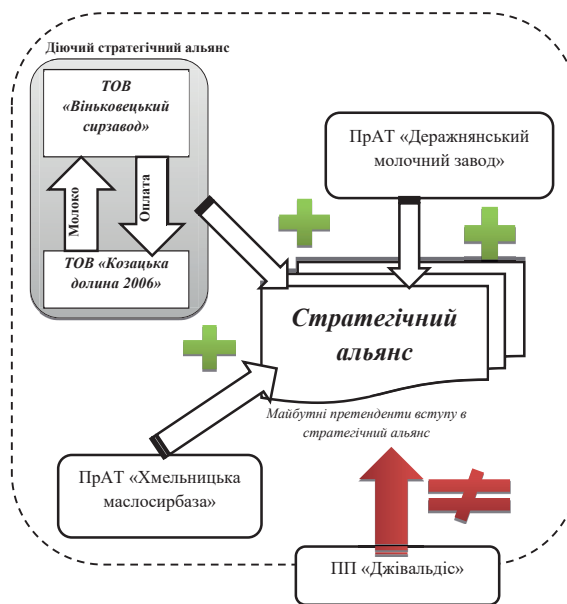 Діючий стратегічний альянс
ТОВ
«Віньковецький
сирзавод»
Молоко
Оплата
ТОВ «Козацька
долина 2006»
ПрАТ «Деражнянський
молочний завод»
Стратегічний
альянс
Майбутні претенденти вступу в
стратегічний альянс
ПрАТ «Хмельницька
маслосирбаза»
ПП «Джівальдіс»